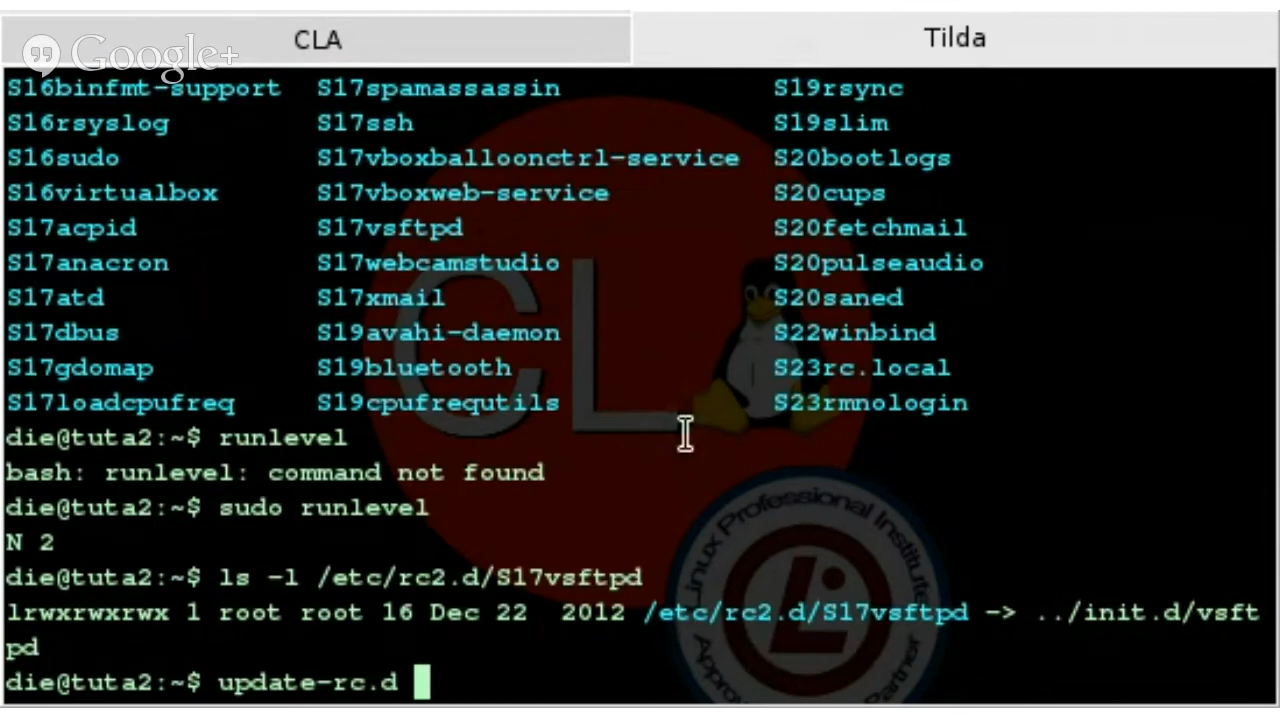 CLA Tilda
Google+
S16binfmt-support S17spamassassin S19rsync
S16rsyslog S17ssh S19slim
S16sudo S17vboxballoonctrl-service S20bootlogs
S16virtualbox S17vboxweb-service S20cups
S17acpid S17vsftpd S20fetchmail
S17anacron S17webcamstudio S20pulseaudio
S17atd S17xmail S20saned
S17dbus S19avahi-daemon S22winbind
S17gdomap S19bluetooth S23rc.local
S17loadcpufreq S19cpufrequtils S23rmnologin
die@tuta2:~$ runlevel
bash: runlevel: command not found
die@tuta2:~$ sudo runlevel
N 2
die@tuta2:~$ ls -l /etc/rc2.d/S17vsftpd
lrwxrwxrwx 1 root root 16 Dec 22  2012 /etc/rc2.d/S17vsftpd -> ../init.d/vsft
pd
die@tuta2:~$ update-rc.d
CL
Linux Professional Institute
Partner